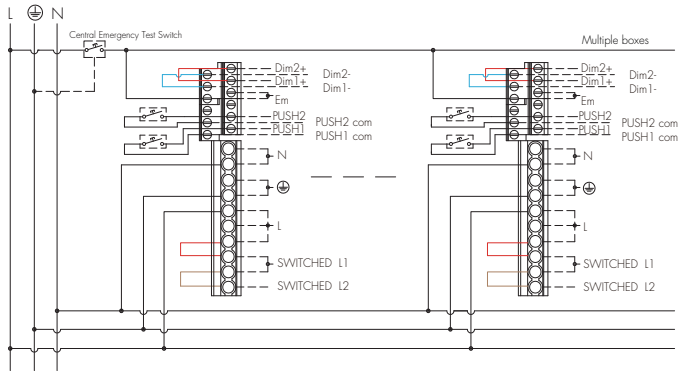 L N
Central Emergency Test Switch
Multiple boxes
Dim2+ Dim2-
Dim1+ Dim1-
Em
PUSH2 PUSH2 com
PUSH1 PUSH1 com
N
L
SWITCHED L1
SWITCHED L2
Dim2+ Dim2-
Dim1+ Dim1-
Em
PUSH2 PUSH2 com
PUSH1 PUSH1 com
N
L
SWITCHED L1
SWITCHED L2